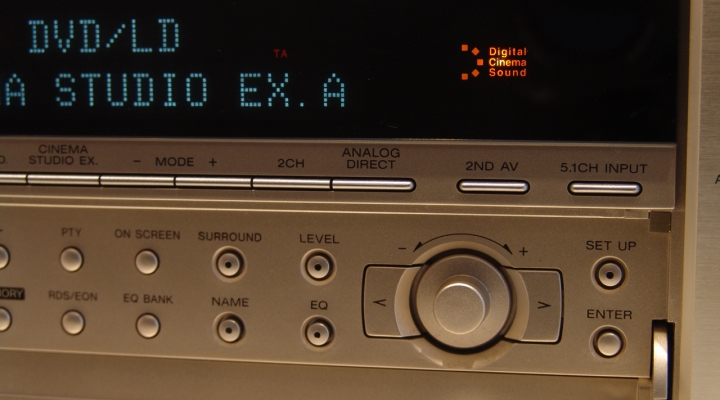 DVD/LD
TA
A STUDIO EX.A
Digital
Cinema
Sound
CINEMA
STUDIO EX.
− MODE +
2CH
ANALOG
DIRECT
2ND AV
5.1CH INPUT
PTY
ON SCREEN
SURROUND
LEVEL
− +
SET UP
RDS/EON
EQ BANK
NAME
EQ
< >
ENTER